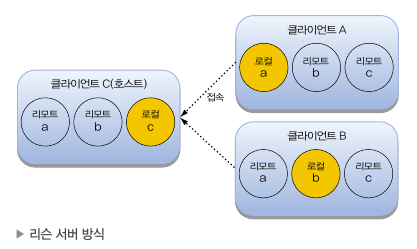 클라이언트 A
로컬
a
리모트
b
리모트
c
클라이언트 C(호스트)
리모트
a
리모트
b
로컬
c
접속
클라이언트 B
리모트
a
로컬
b
리모트
c
▶ 리슨 서버 방식